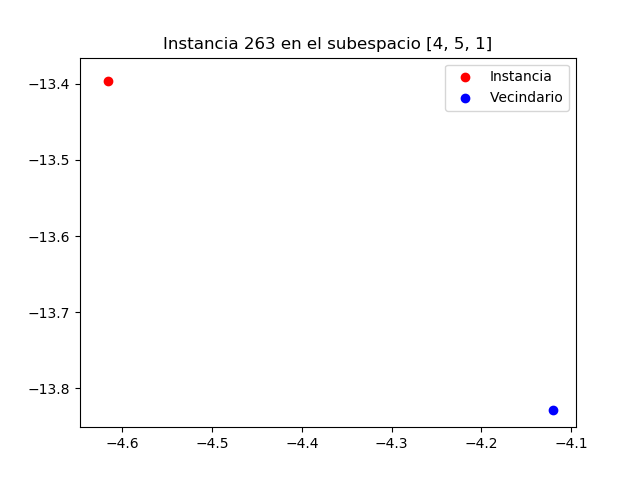 Instancia 263 en el subespacio [4, 5, 1]
Instancia
Vecindario
−13.4
−13.5
−13.6
−13.7
−13.8
−4.6 −4.5 −4.4 −4.3 −4.2 −4.1